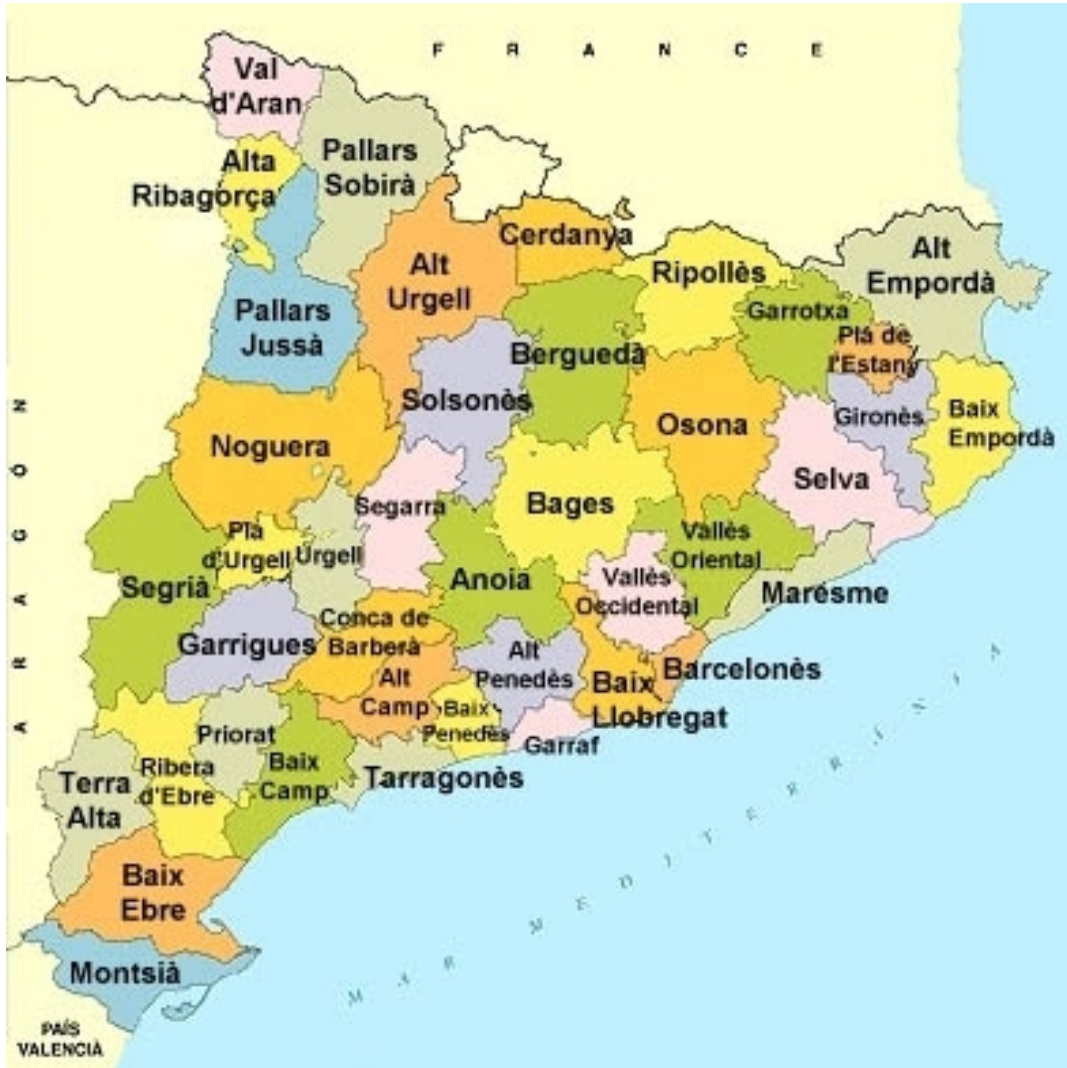 F R A N C E
Val
d'Aran
Pallars
Sobirà
Alta
Ribagorça
Cerdanya
Alt
Urgell
Ripollès
Alt
Empordà
Garrotxa
Pallars
Jussà
Berguedà
Plá de
l'Estany
Solsonès
Osona
Gironès
Baix
Empordà
Noguera
Selva
Segarra
Bages
Vallès
Oriental
Pla
d'Urgell
Urgell
Segrià
Anoia
Vallès
Occidental
Maresme
Garrigues
Conca de
Barberà
Alt
Penedès
Barcelonès
Alt
Camp
Baix
Llobregat
Baix
Penedès
Garraf
Priorat
Baix
Camp
Tarragonès
Ribera
d'Ebre
Terra
Alta
Baix
Ebre
Montsià
PAÍS
VALENCIÀ
A R A G O N
M A R M E D I T E R R À N I A